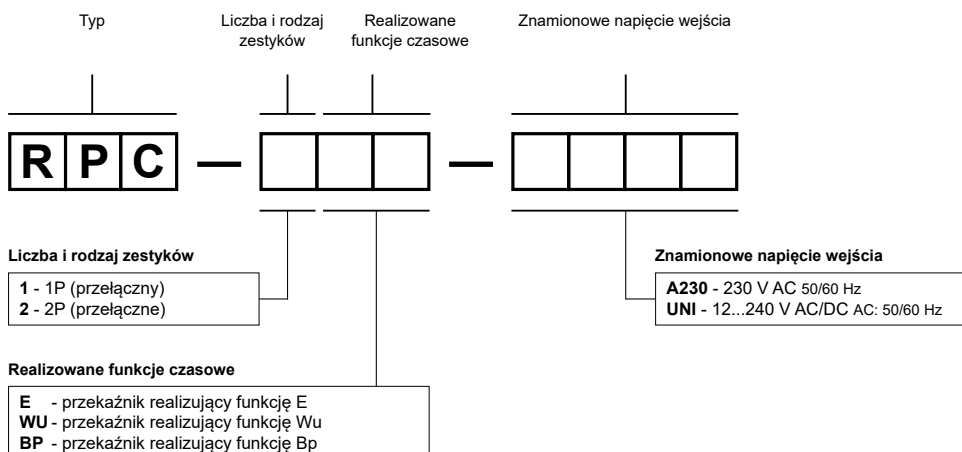 Typ
Liczba i rodzaj
zestyków
Realizowane
funkcje czasowe
Znamionowe napięcie wejścia
R P C — —
Liczba i rodzaj zestyków
1 - 1P (przełączny)
2 - 2P (przełączne)
Znamionowe napięcie wejścia
A230 - 230 V AC 50/60 Hz
UNI - 12...240 V AC/DC AC: 50/60 Hz
Realizowane funkcje czasowe
E - przekaźnik realizujący funkcję E
WU - przekaźnik realizujący funkcję Wu
BP - przekaźnik realizujący funkcję Bp